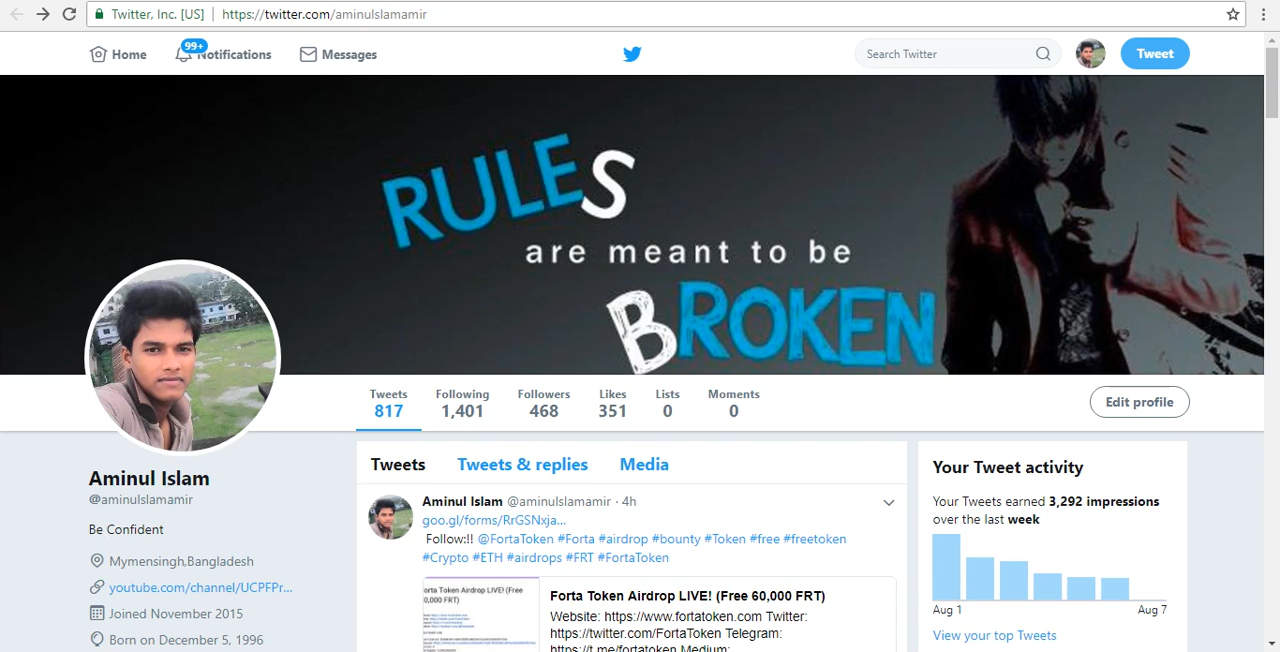 Twitter, Inc. [US] | https://twitter.com/aminulslamamir
Home
99+
Notifications
Messages
Search Twitter
Tweet
RULES
are meant to be
BROKEN
Tweets
817
Following
1,401
Followers
468
Likes
351
Lists
0
Moments
0
Edit profile
Aminul Islam
@aminulslamamir
Be Confident
Mymensingh,Bangladesh
youtube.com/channel/UCPFPr...
Joined November 2015
Born on December 5, 1996
Tweets
Tweets & replies
Media
Aminul Islam @aminulslamamir · 4h
goo.gl/forms/RrGSNxja...
Follow:!! @FortaToken #Forta #airdrop #bounty #Token #free #freetoken
#Crypto #ETH #airdrops #FRT #FortaToken
orta Token Airdrop LIVE! (Free
0,000 FRT)
Forta Token Airdrop LIVE! (Free 60,000 FRT)
Website: https://www.fortatoken.com Twitter:
https://twitter.com/FortaToken Telegram:
https://t.me/fortatoken Medium:
Your Tweet activity
Your Tweets earned 3,292 impressions
over the last week
Aug 1
Aug 7
View your top Tweets